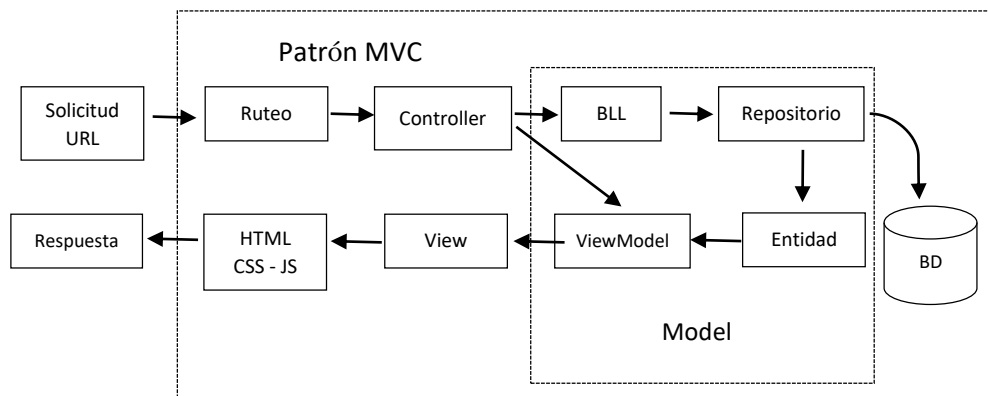 Patrón MVC
Solicitud
URL
Ruteo
Controller
BLL
Repositorio
Respuesta
HTML
CSS - JS
View
ViewModel
Entidad
BD
Model